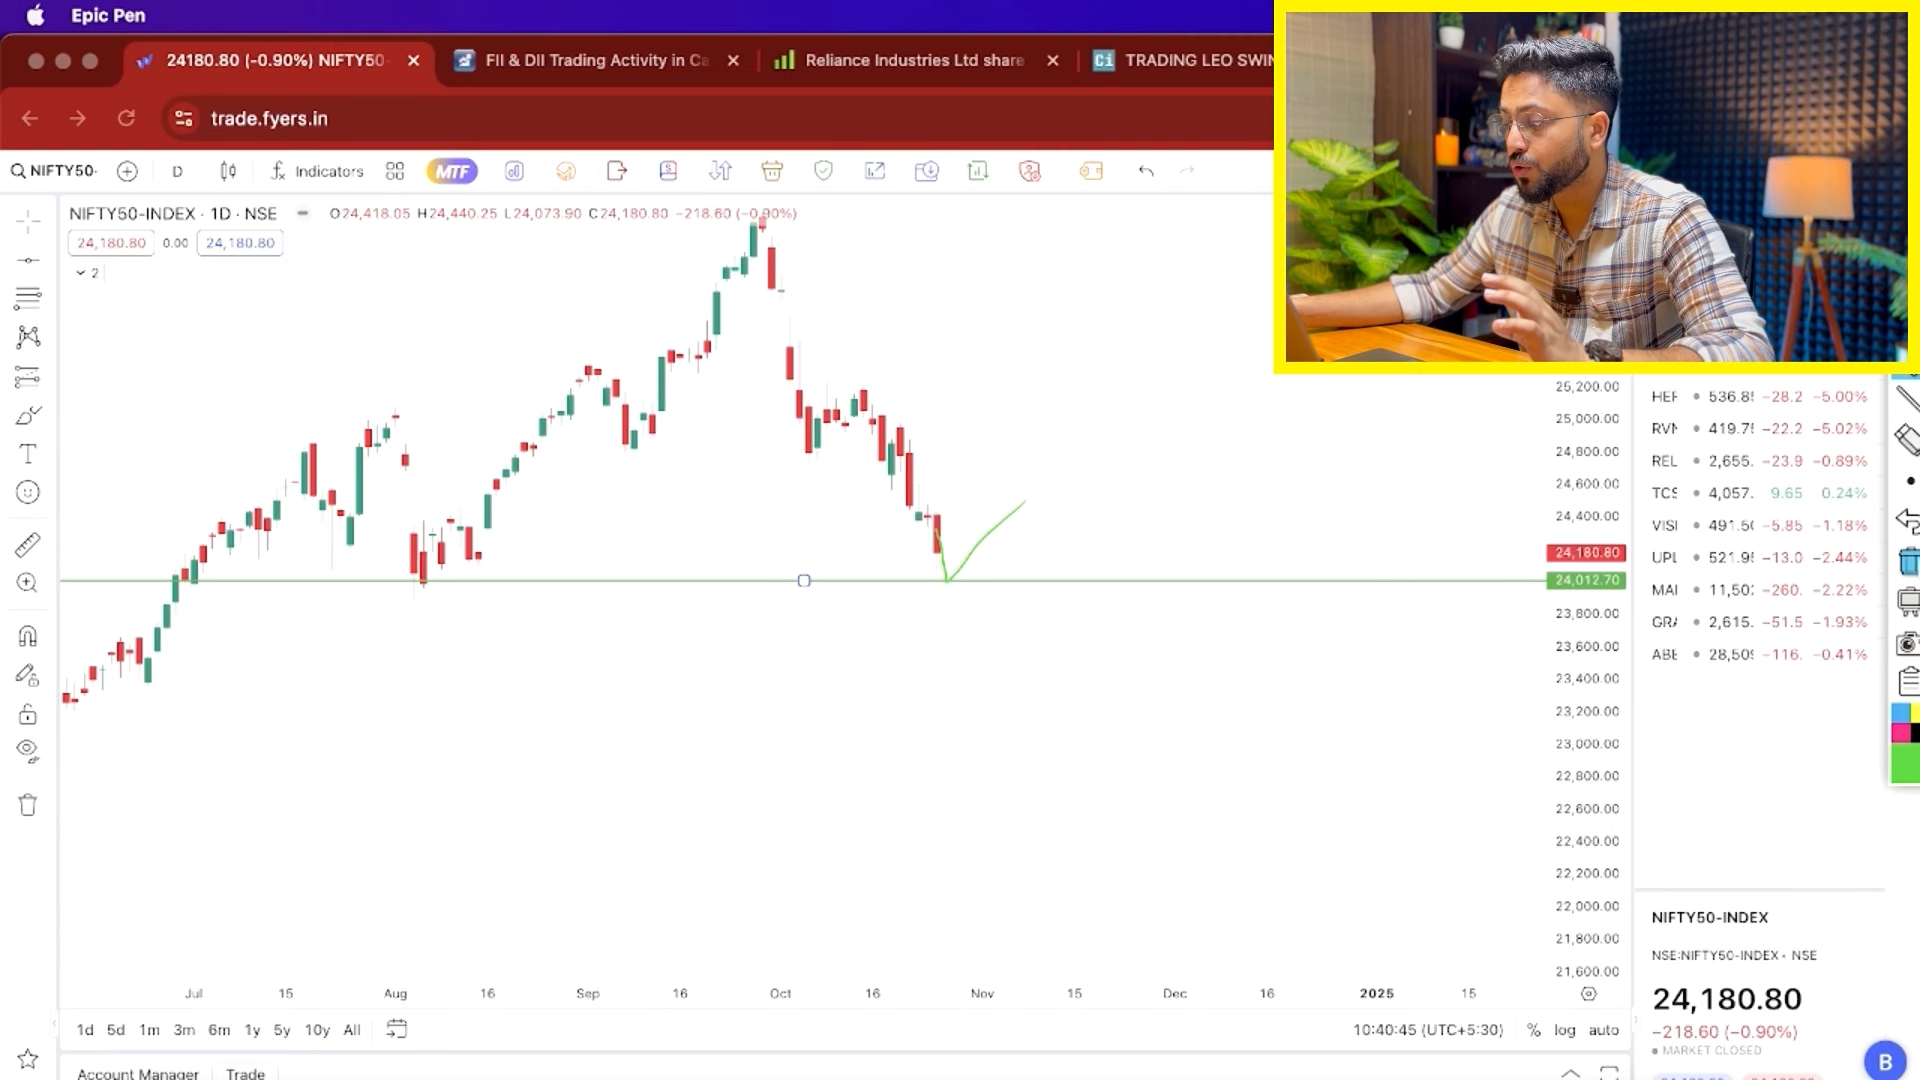 Epic Pen
24180.80 (-0.90%) NIFTY50-
FII & DII Trading Activity in Ca
Reliance Industries Ltd share
Ci
TRADING LEO SWIN
trade.fyers.in
NIFTY50-
D
Indicators
MTF
NIFTY50-INDEX · 1D · NSE
O24,418.05 H24,440.25 L24,073.90 C24,180.80 −218.60 (−0.90%)
24,180.80
0.00
24,180.80
2
25,200.00
25,000.00
24,800.00
24,600.00
24,400.00
24,180.80
24,012.70
23,800.00
23,600.00
23,400.00
23,200.00
23,000.00
22,800.00
22,600.00
22,400.00
22,200.00
22,000.00
21,800.00
21,600.00
Jul 15 Aug 16 Sep 16 Oct 16 Nov 15 Dec 16 2025 15
1d 5d 1m 3m 6m 1y 5y 10y All
10:40:45 (UTC+5:30) % log auto
Account Manager Trade
−28.2 −5.00%
RVN 419.7 −22.2 −5.02%
REL 2,655. −23.9 −0.89%
TCS 4,057. 9.65 0.24%
VISI 491.5 −5.85 −1.18%
UPL 521.9 −13.0 −2.44%
MAI −260. −2.22%
GRA 2,615. −51.5 −1.93%
ABE −116. −0.41%
NIFTY50-INDEX
NSE:NIFTY50-INDEX • NSE
24,180.80
−218.60 (−0.90%)
MARKET CLOSED
B